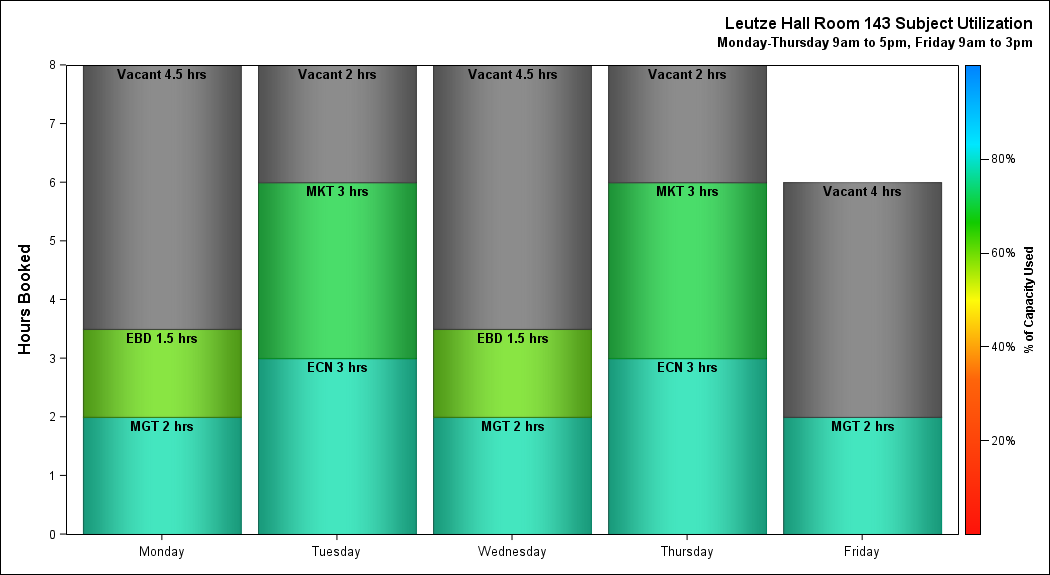 Leutze Hall Room 143 Subject Utilization
Monday-Thursday 9am to 5pm, Friday 9am to 3pm
Hours Booked
8
7
6
5
4
3
2
1
0
Vacant 4.5 hrs
EBD 1.5 hrs
MGT 2 hrs
Vacant 2 hrs
MKT 3 hrs
ECN 3 hrs
Vacant 4.5 hrs
EBD 1.5 hrs
MGT 2 hrs
Vacant 2 hrs
MKT 3 hrs
ECN 3 hrs
Vacant 4 hrs
MGT 2 hrs
Monday
Tuesday
Wednesday
Thursday
Friday
80%
60%
40%
20%
% of Capacity Used